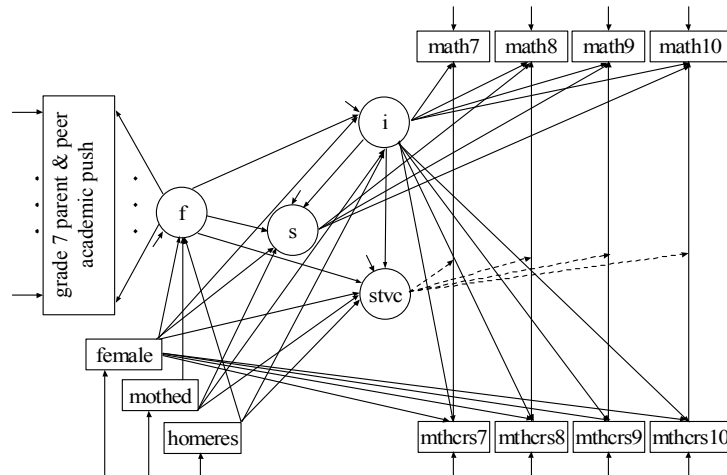 math7
math8
math9
math10
i
grade 7 parent & peer
academic push
f
s
stvc
female
mothed
homeres
mthcrs7
mthcrs8
mthcrs9
mthcrs10